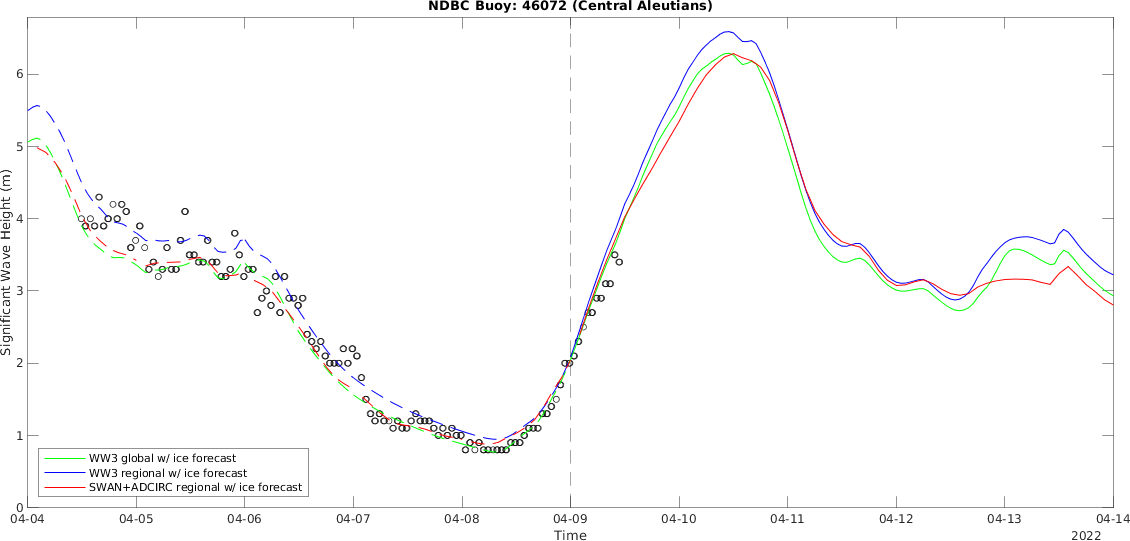 NDBC Buoy: 46072 (Central Aleutians)
Significant Wave Height (m)
6
5
4
3
2
1
0
WW3 global w/ ice forecast
WW3 regional w/ ice forecast
SWAN+ADCIRC regional w/ ice forecast
04-04 04-05 04-06 04-07 04-08 04-09 04-10 04-11 04-12 04-13 04-14
Time
2022